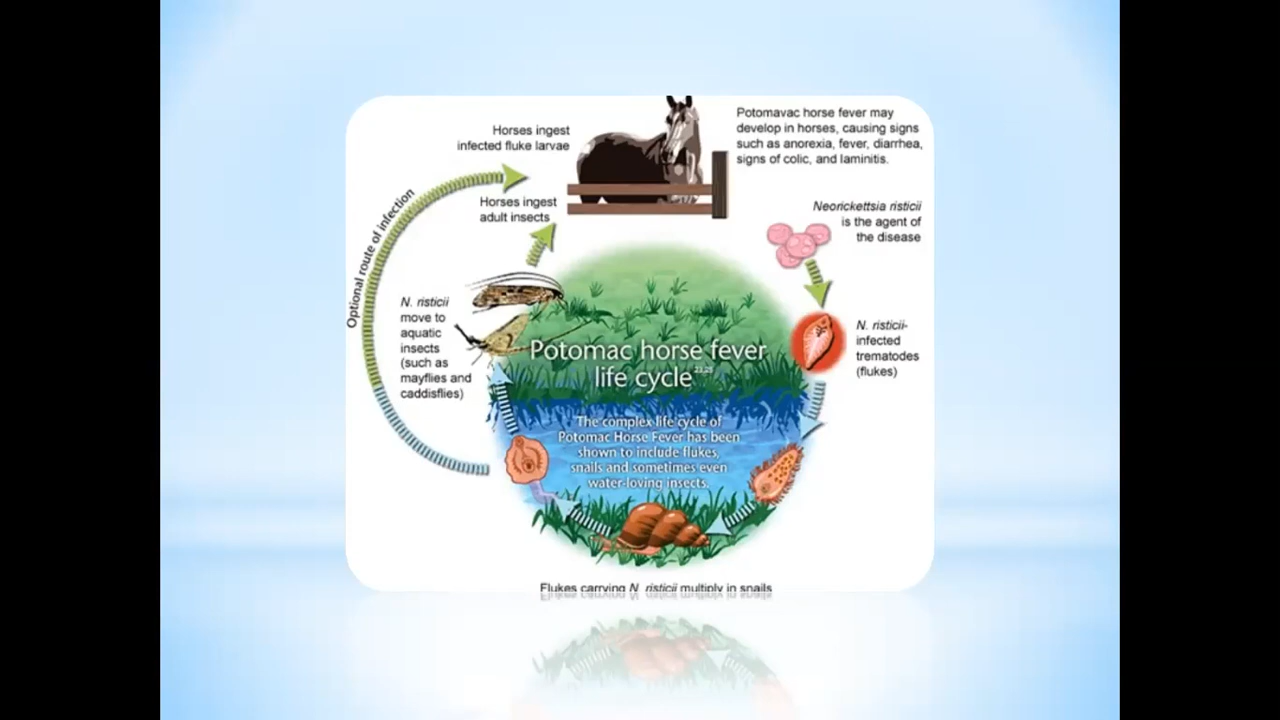 Horses ingest
infected fluke larvae
Potomavac horse fever may
develop in horses, causing signs
such as anorexia, fever, diarrhea,
signs of colic, and laminitis.
Horses ingest
adult insects
Neorickettsia risticii
is the agent of
the disease
Optional route of infection
N. risticii
move to
aquatic
insects
(such as
mayflies and
caddisflies)
N. risticii-
infected
trematodes
(flukes)
Potomac horse fever
life cycle23,25
The complex life cycle of
Potomac Horse Fever has been
shown to include flukes,
snails and sometimes even
water-loving insects.
Flukes carrying N. risticii multiply in snails